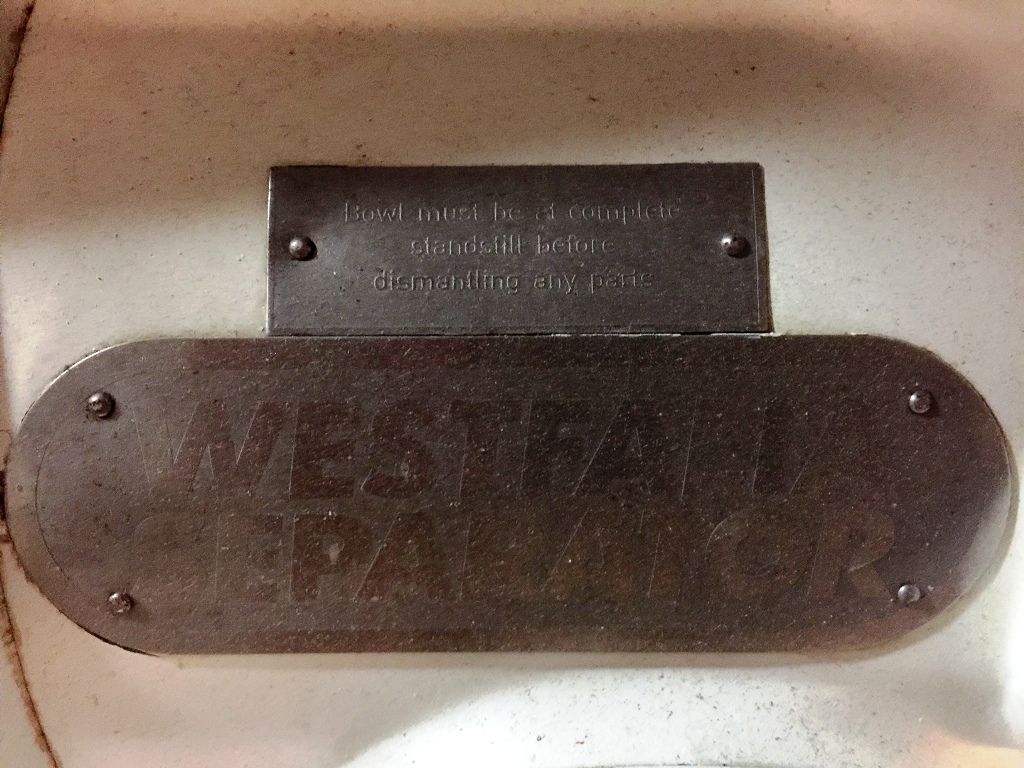 Bowl must be at complete
standstill before
dismantling any parts
WESTFALIA
SEPARATOR